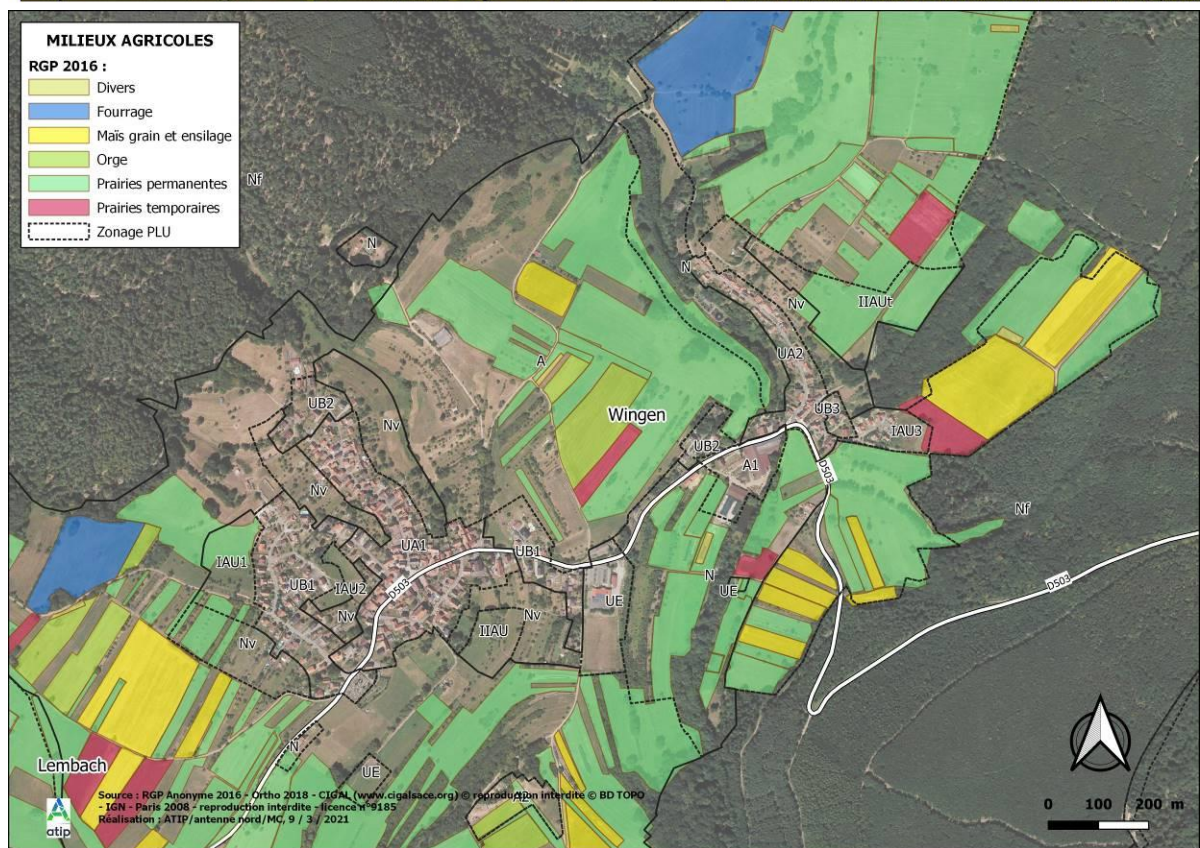 MILIEUX AGRICOLES
RGP 2016 :
Divers
Fourrage
Maïs grain et ensilage
Orge
Prairies permanentes
Prairies temporaires
Zonage PLU
Nf
N
N
Nv
IIAUt
A
UA2
UB2
Nv
Wingen
UB3
IAU3
UB2
A1
D503
Nv
Nf
UA1
UB1
IAU1
UB1
IAU2
D503
N
UE
D503
UE
Nv
Nv
IIAU
Nv
N
Lembach
UE
A2
Source : RGP Anonyme 2016 - Ortho 2018 - CIGAL (www.cigalsace.org) © reproduction interdite © BD TOPO
- IGN - Paris 2008 - reproduction interdite - licence n°9185
Réalisation : ATIP/antenne nord/MC, 9 / 3 / 2021
atip
0 100 200 m